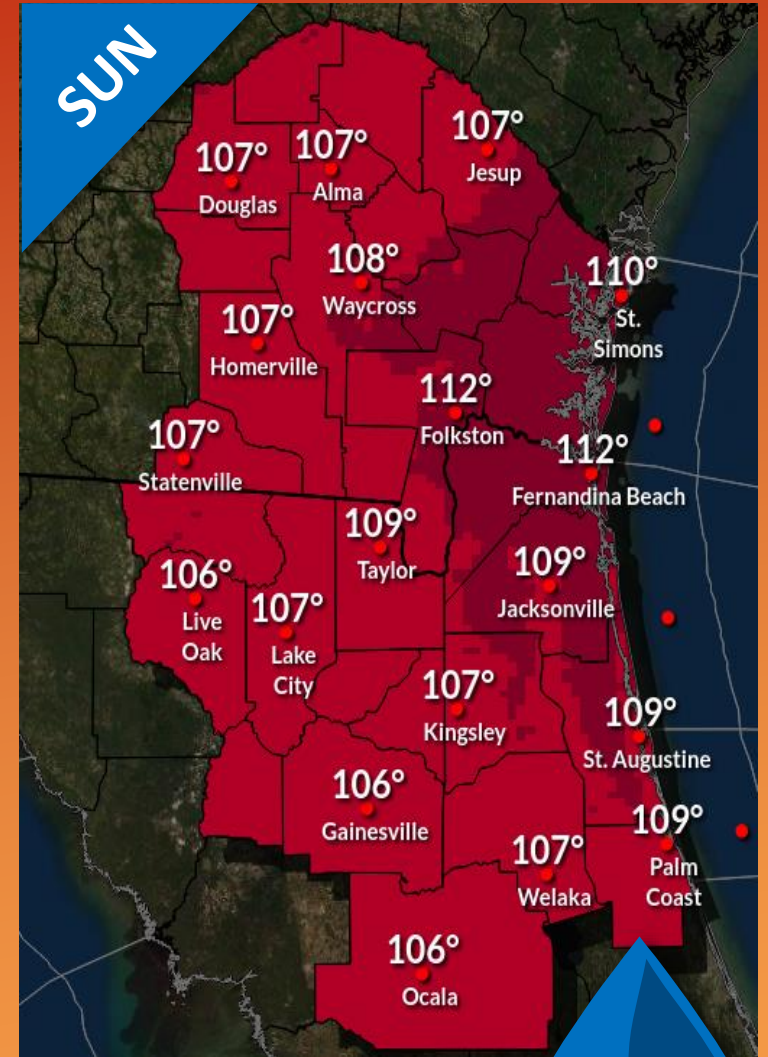 SUN
107°
Jesup
107°
Alma
107°
Douglas
108°
Waycross
110°
St.
Simons
107°
Homerville
112°
Folkston
107°
Statenville
112°
Fernandina Beach
109°
Taylor
109°
Jacksonville
106°
Live
Oak
107°
Lake
City
107°
Kingsley
109°
St. Augustine
106°
Gainesville
109°
Palm
Coast
107°
Welaka
106°
Ocala